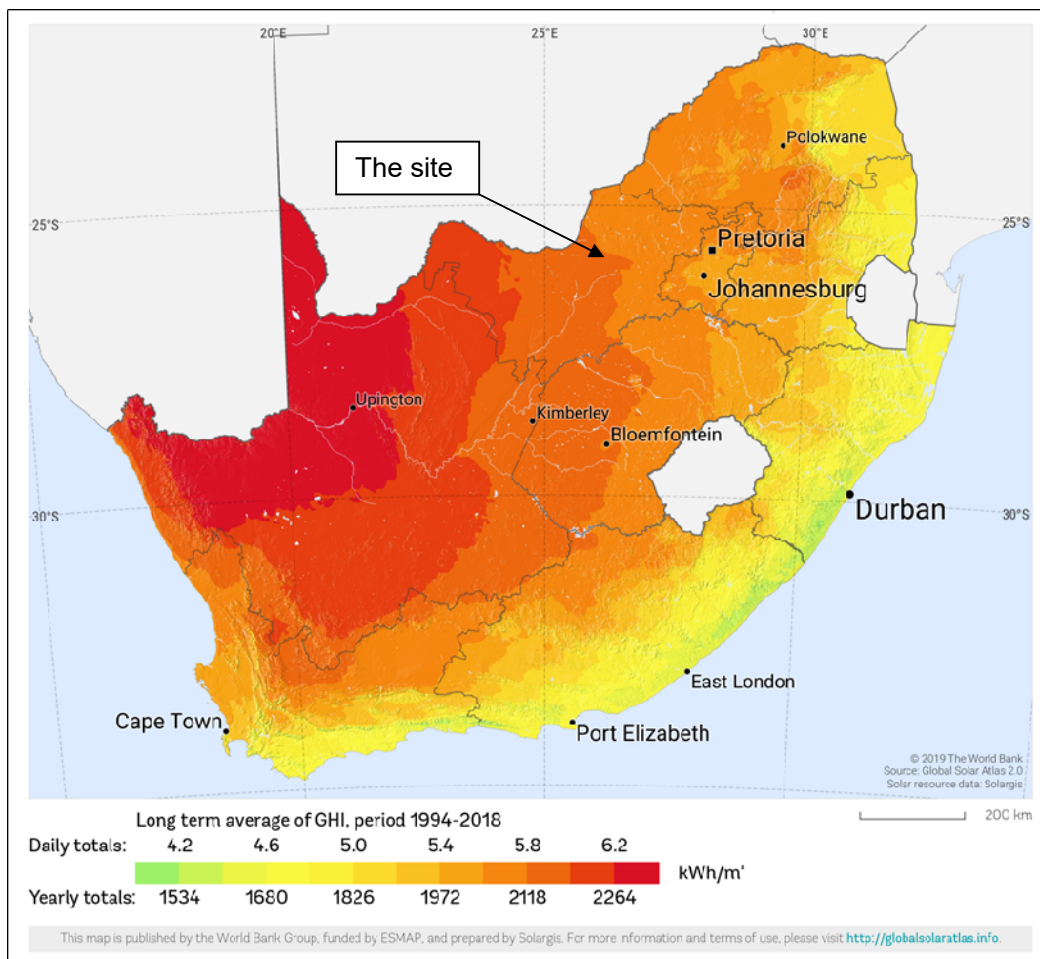 20°E
25°E
30°E
Polokwane
The site
25°S
25°S
Pretoria
Johannesburg
Upington
Kimberley
Bloemfontein
30°S
Durban
30°S
East London
Cape Town
Port Elizabeth
© 2019 The World Bank
Source: Global Solar Atlas 2.0
Solar resource data: Solargis
Long term average of GHI, period 1994-2018
200 km
Daily totals: 4.2 4.6 5.0 5.4 5.8 6.2
kWh/m²
Yearly totals: 1534 1680 1826 1972 2118 2264
This map is published by the World Bank Group, funded by ESMAP, and prepared by Solargis. For more information and terms of use, please visit http://globalsolaratlas.info.